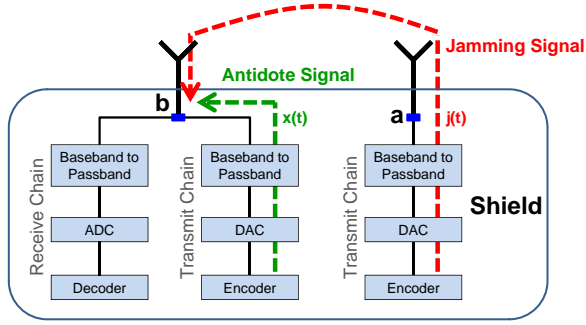 Jamming Signal
Antidote Signal
b
x(t)
a
j(t)
Receive Chain
Baseband to
Passband
ADC
Decoder
Transmit Chain
Baseband to
Passband
DAC
Encoder
Transmit Chain
Baseband to
Passband
DAC
Encoder
Shield